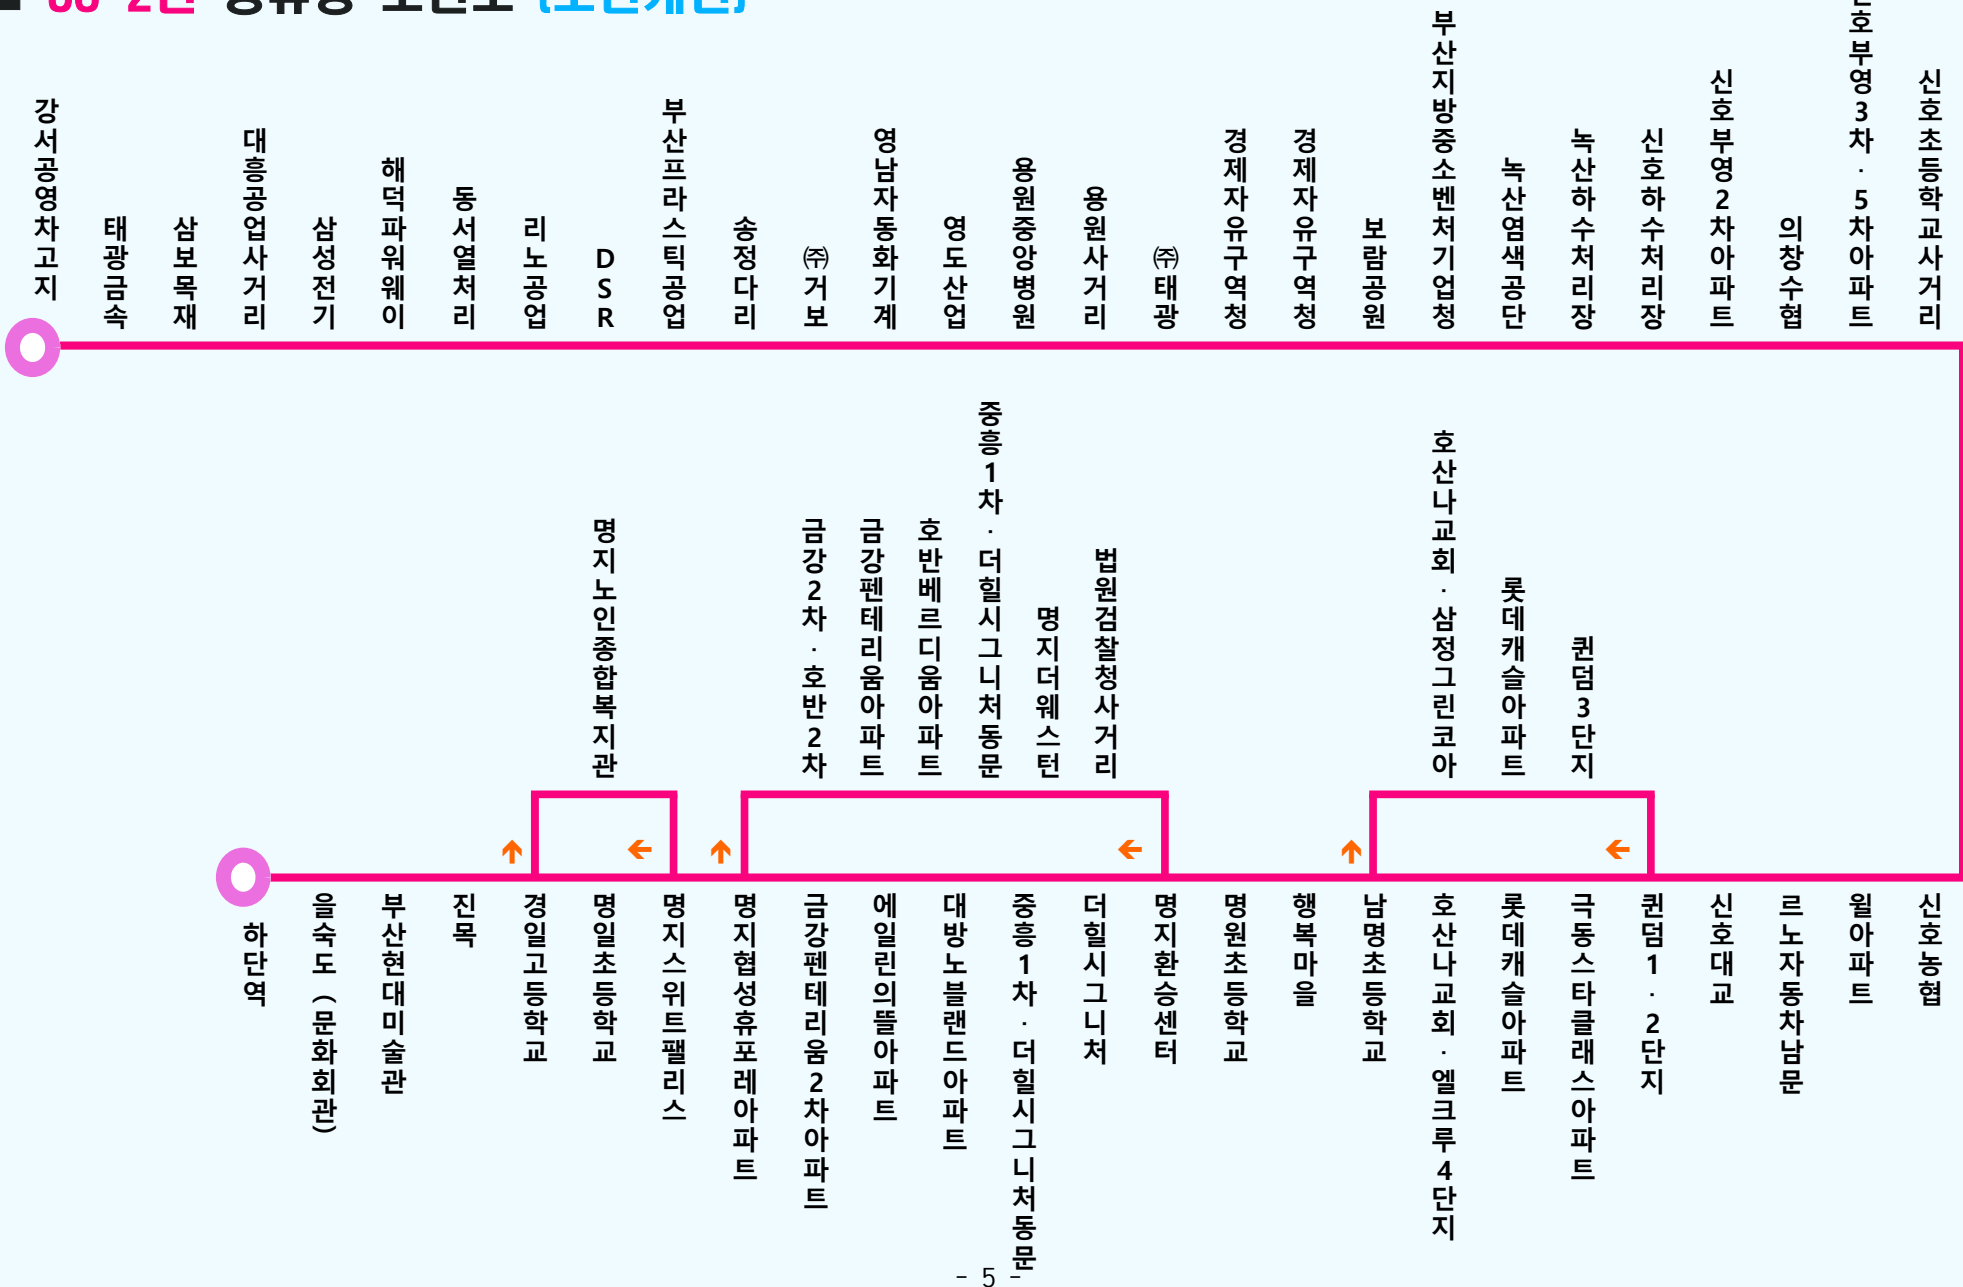 강서공영차고지
태광금속
삼보목재
대흥공업사거리
삼성전기
해덕파워웨이
동서열처리
리노공업
DSR
부산프라스틱공업
송정다리
㈜거보
영남자동화기계
영도산업
용원중앙병원
용원사거리
㈜태광
경제자유구역청
경제자유구역청
보람공원
부산지방중소벤처기업청
녹산염색공단
녹산하수처리장
신호하수처리장
신호부영2차아파트
의창수협
호부영3차·5차아파트
신호초등학교사거리
명지노인종합복지관
금강2차·호반2차
금강펜테리움아파트
호반베르디움아파트
중흥1차·더힐시그니처동문
명지더웨스턴
법원검찰청사거리
호산나교회·삼정그린코아
롯데캐슬아파트
퀸덤3단지
하단역
을숙도(문화회관)
부산현대미술관
진목
경일고등학교
명일초등학교
명지스위트팰리스
명지협성휴포레아파트
금강펜테리움2차아파트
에일린의뜰아파트
대방노블랜드아파트
중흥1차·더힐시그니처동문
더힐시그니처
명지환승센터
명원초등학교
행복마을
남명초등학교
호산나교회·엘크루4단지
롯데캐슬아파트
극동스타클래스아파트
퀸덤1·2단지
신호대교
르노자동차남문
윌아파트
신호농협
- 5 -